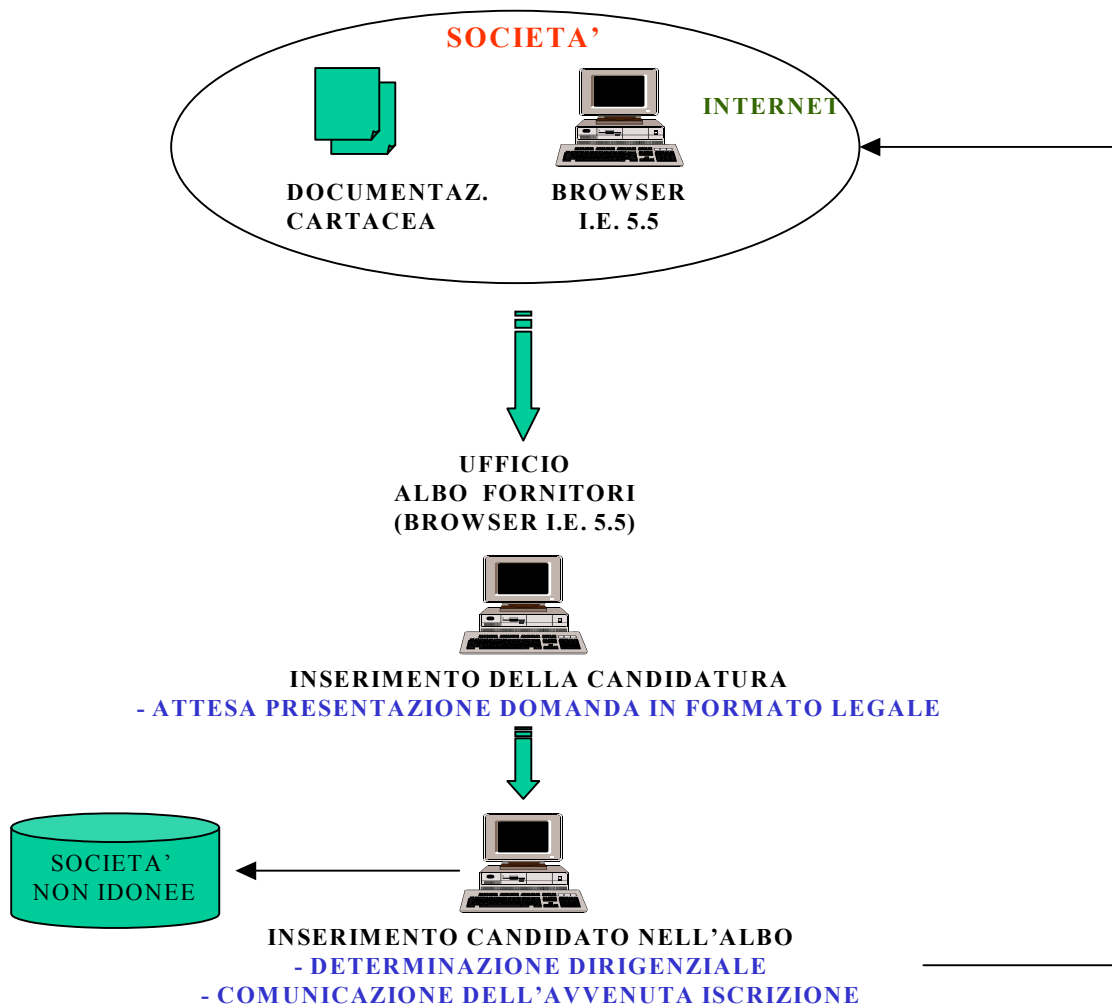 SOCIETA’
INTERNET
DOCUMENTAZ.
CARTACEA
BROWSER
I.E. 5.5
UFFICIO
ALBO FORNITORI
(BROWSER I.E. 5.5)
INSERIMENTO DELLA CANDIDATURA
- ATTESA PRESENTAZIONE DOMANDA IN FORMATO LEGALE
SOCIETA’
NON IDONEE
INSERIMENTO CANDIDATO NELL’ALBO
- DETERMINAZIONE DIRIGENZIALE
- COMUNICAZIONE DELL’AVVENUTA ISCRIZIONE